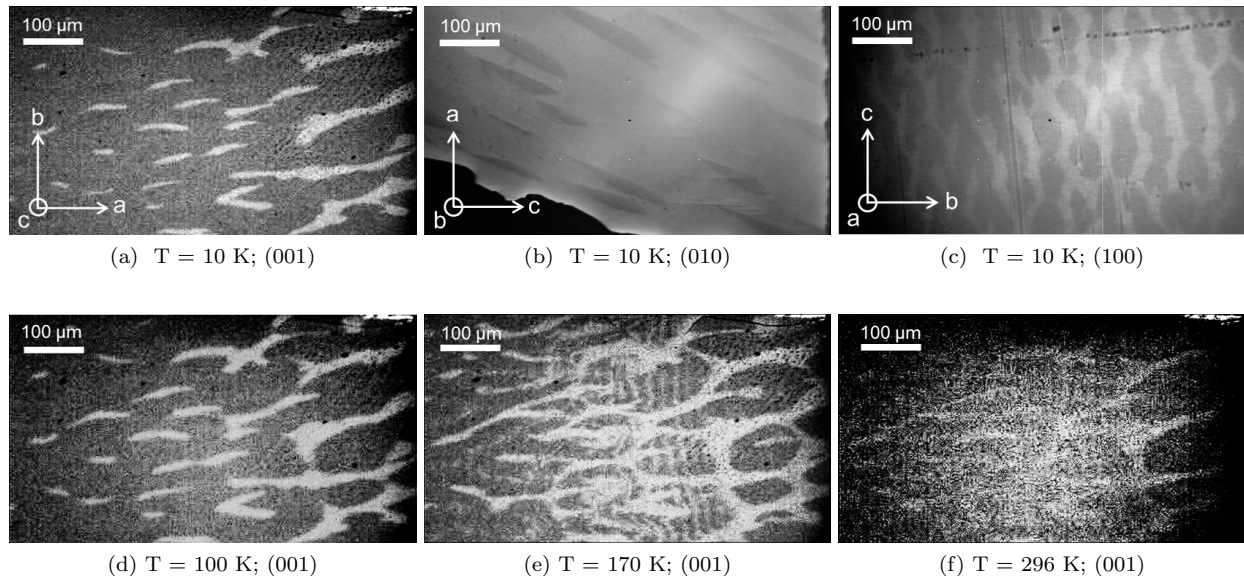 100 µm
b
c
a
100 µm
a
b
c
100 µm
c
a
b
(a) T = 10 K; (001)
(b) T = 10 K; (010)
(c) T = 10 K; (100)
100 µm
100 µm
100 µm
(d) T = 100 K; (001)
(e) T = 170 K; (001)
(f) T = 296 K; (001)